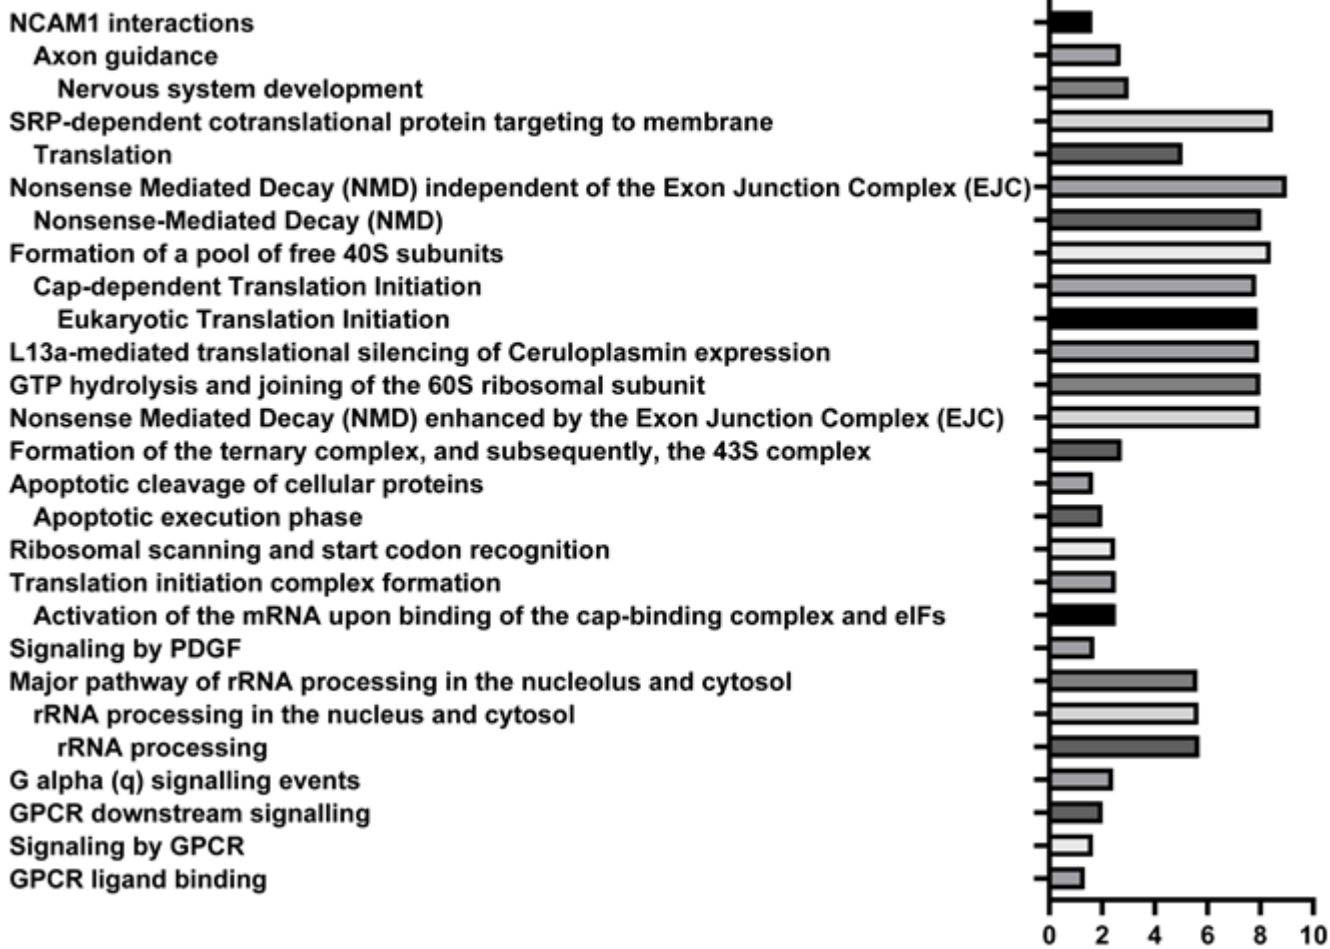 NCAM1 interactions
Axon guidance
Nervous system development
SRP-dependent cotranslational protein targeting to membrane
Translation
Nonsense Mediated Decay (NMD) independent of the Exon Junction Complex (EJC)
Nonsense-Mediated Decay (NMD)
Formation of a pool of free 40S subunits
Cap-dependent Translation Initiation
Eukaryotic Translation Initiation
L13a-mediated translational silencing of Ceruloplasmin expression
GTP hydrolysis and joining of the 60S ribosomal subunit
Nonsense Mediated Decay (NMD) enhanced by the Exon Junction Complex (EJC)
Formation of the ternary complex, and subsequently, the 43S complex
Apoptotic cleavage of cellular proteins
Apoptotic execution phase
Ribosomal scanning and start codon recognition
Translation initiation complex formation
Activation of the mRNA upon binding of the cap-binding complex and eIFs
Signaling by PDGF
Major pathway of rRNA processing in the nucleolus and cytosol
rRNA processing in the nucleus and cytosol
rRNA processing
G alpha (q) signalling events
GPCR downstream signalling
Signaling by GPCR
GPCR ligand binding
0 2 4 6 8 10